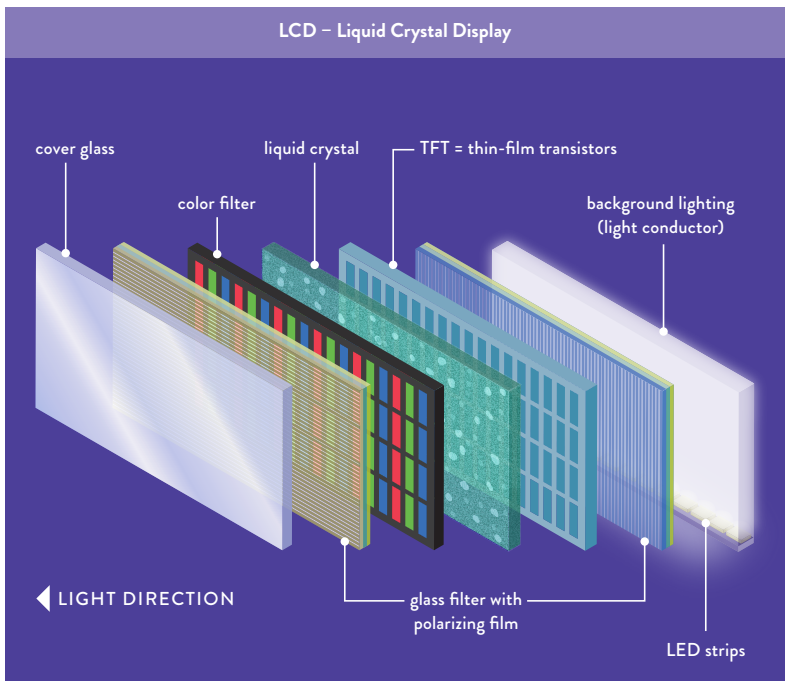 LCD – Liquid Crystal Display
cover glass
liquid crystal
TFT = thin-film transistors
color filter
background lighting
(light conductor)
LIGHT DIRECTION
glass filter with
polarizing film
LED strips